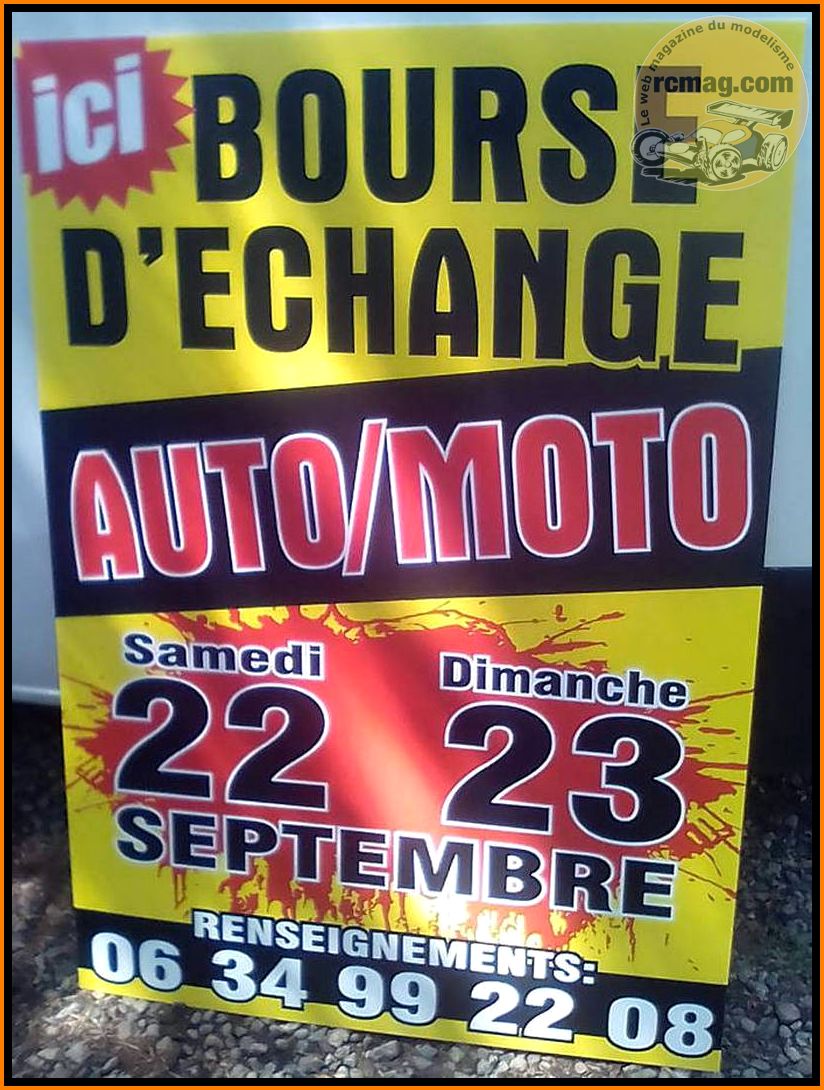 ici
BOURSE
D'ECHANGE
AUTO/MOTO
Samedi
Dimanche
22
23
SEPTEMBRE
RENSEIGNEMENTS:
06 34 99 22 08
Le web magazine du modelisme
rcmag.com